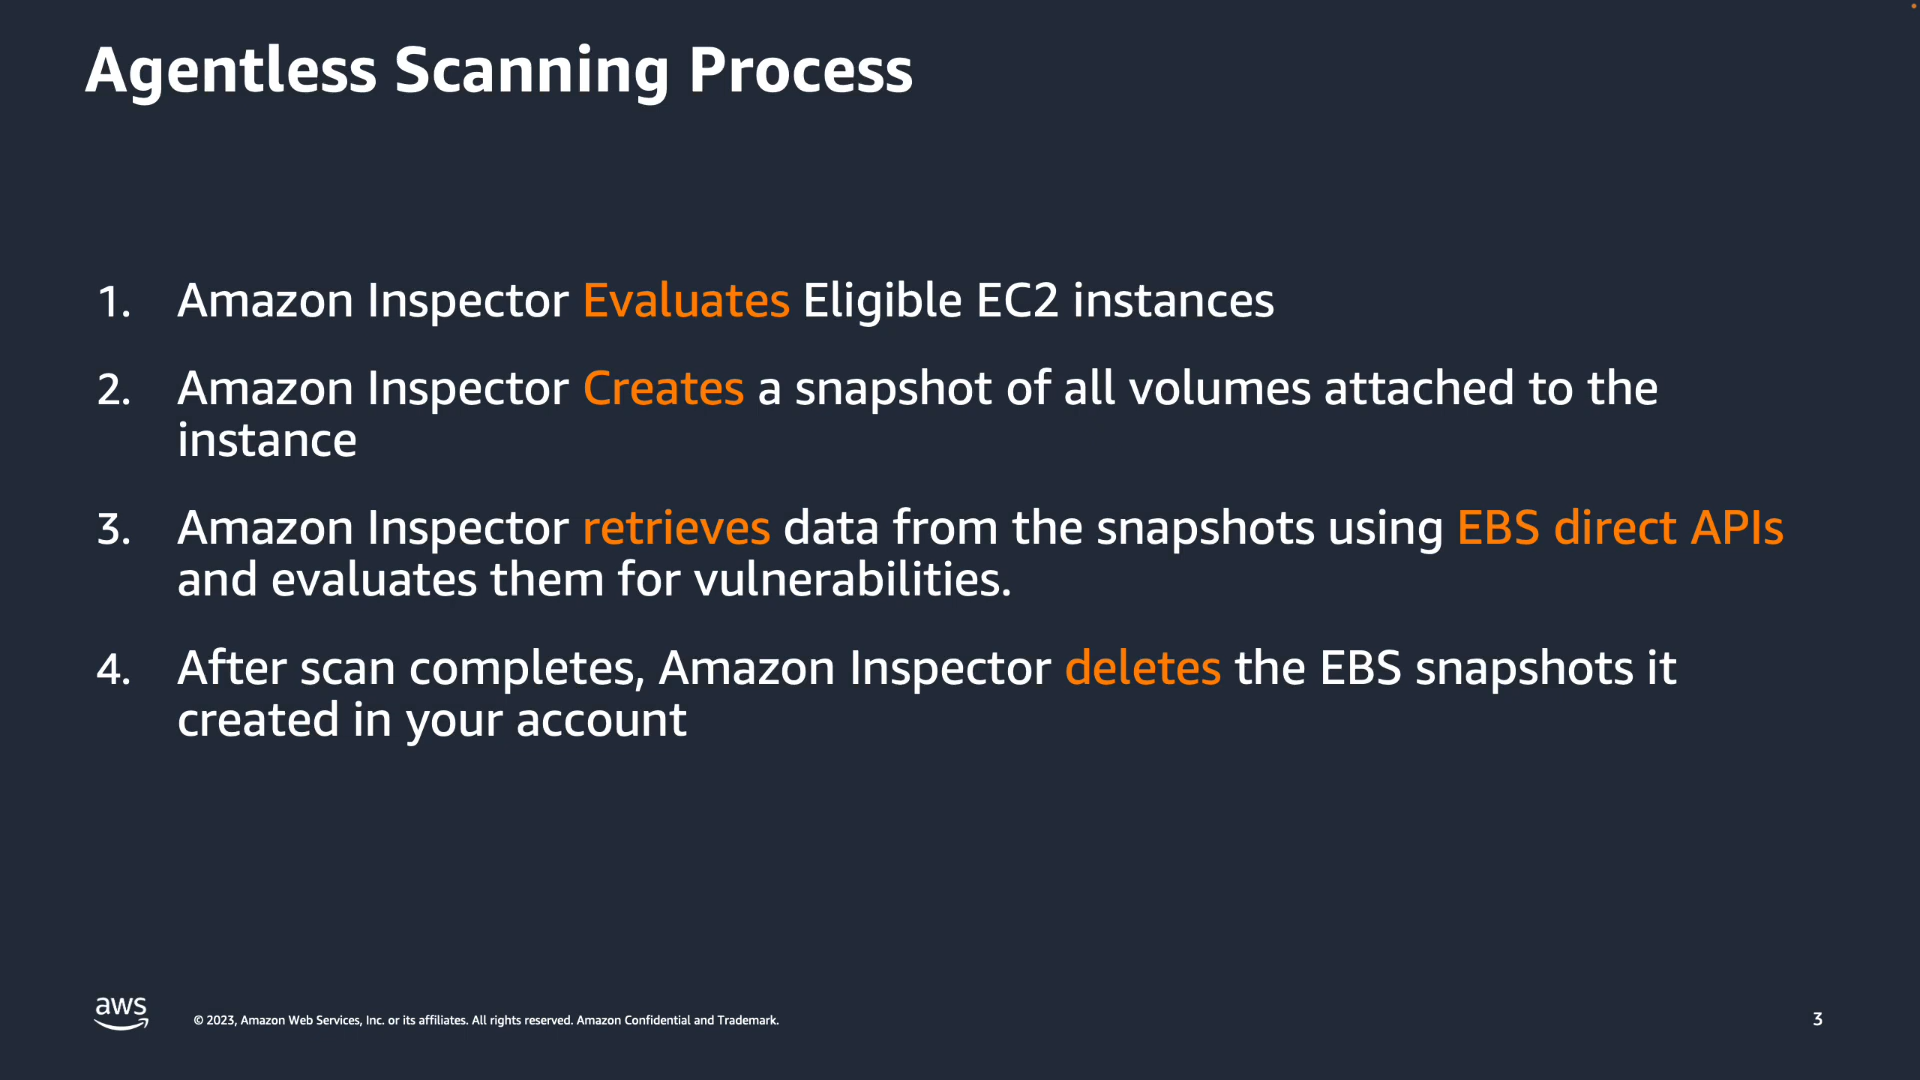 Agentless Scanning Process
1. Amazon Inspector Evaluates Eligible EC2 instances
2. Amazon Inspector Creates a snapshot of all volumes attached to the
instance
3. Amazon Inspector retrieves data from the snapshots using EBS direct APIs
and evaluates them for vulnerabilities.
4. After scan completes, Amazon Inspector deletes the EBS snapshots it
created in your account
aws
© 2023, Amazon Web Services, Inc. or its affiliates. All rights reserved. Amazon Confidential and Trademark.
3